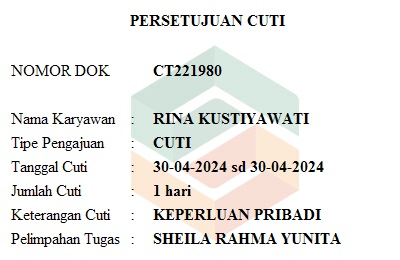 PERSETUJUAN CUTI
NOMOR DOK CT221980
Nama Karyawan : RINA KUSTIYAWATI
Tipe Pengajuan : CUTI
Tanggal Cuti : 30-04-2024 sd 30-04-2024
Jumlah Cuti : 1 hari
Keterangan Cuti : KEPERLUAN PRIBADI
Pelimpahan Tugas : SHEILA RAHMA YUNITA